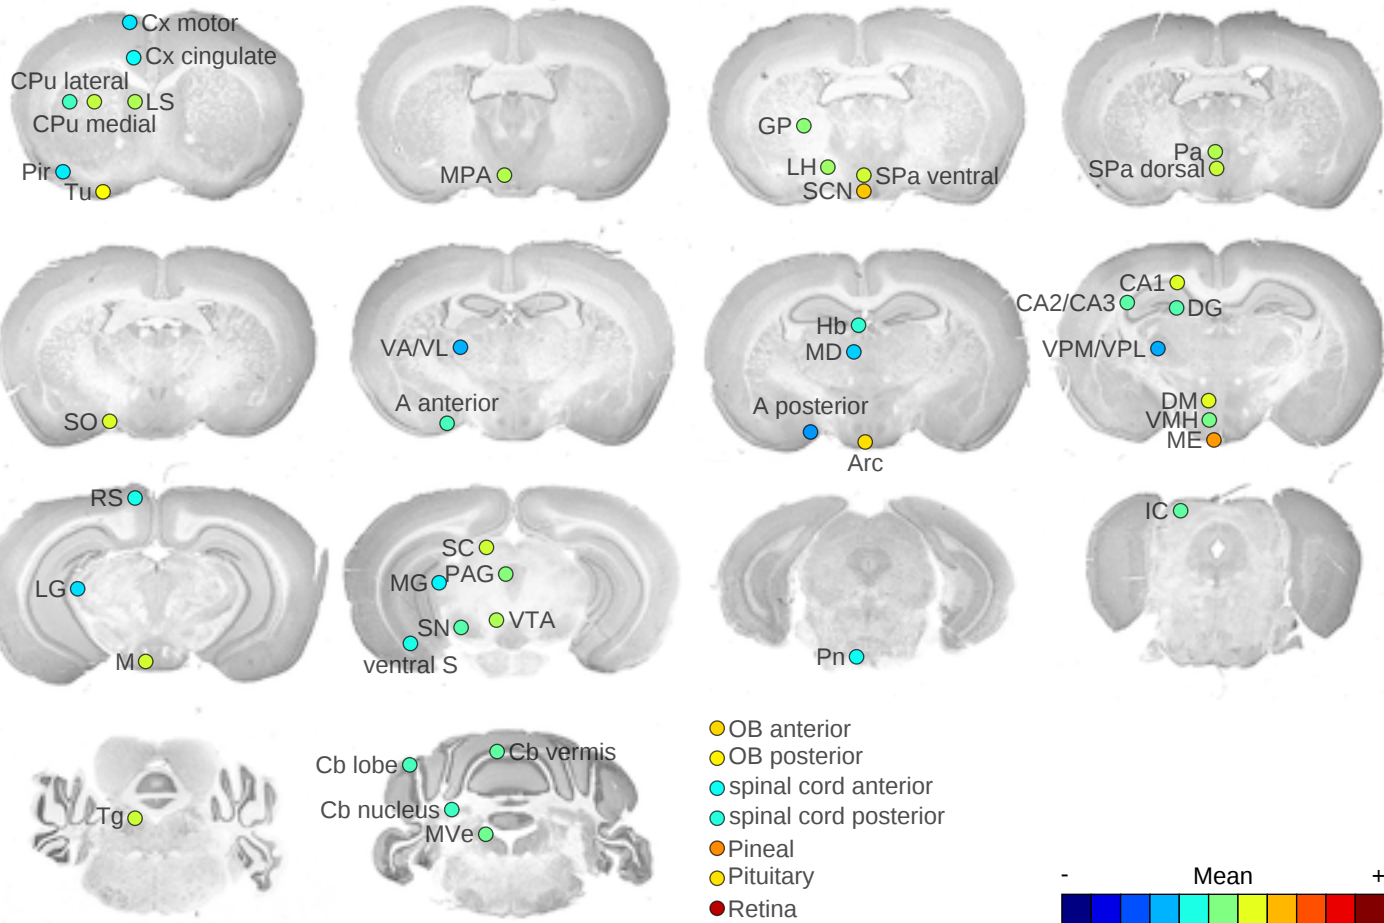 Cx motor
Cx cingulate
CPu lateral
LS
CPu medial
Pir
Tu
MPA
GP
LH
SPa ventral
SCN
Pa
SPa dorsal
SO
VA/VL
A anterior
Hb
MD
A posterior
Arc
CA1
CA2/CA3
DG
VPM/VPL
DM
VMH
ME
RS
LG
M
SC
MG
PAG
SN
VTA
ventral S
Pn
IC
Tg
Cb lobe
Cb vermis
Cb nucleus
MVe
OB anterior
OB posterior
spinal cord anterior
spinal cord posterior
Pineal
Pituitary
Retina
- Mean +